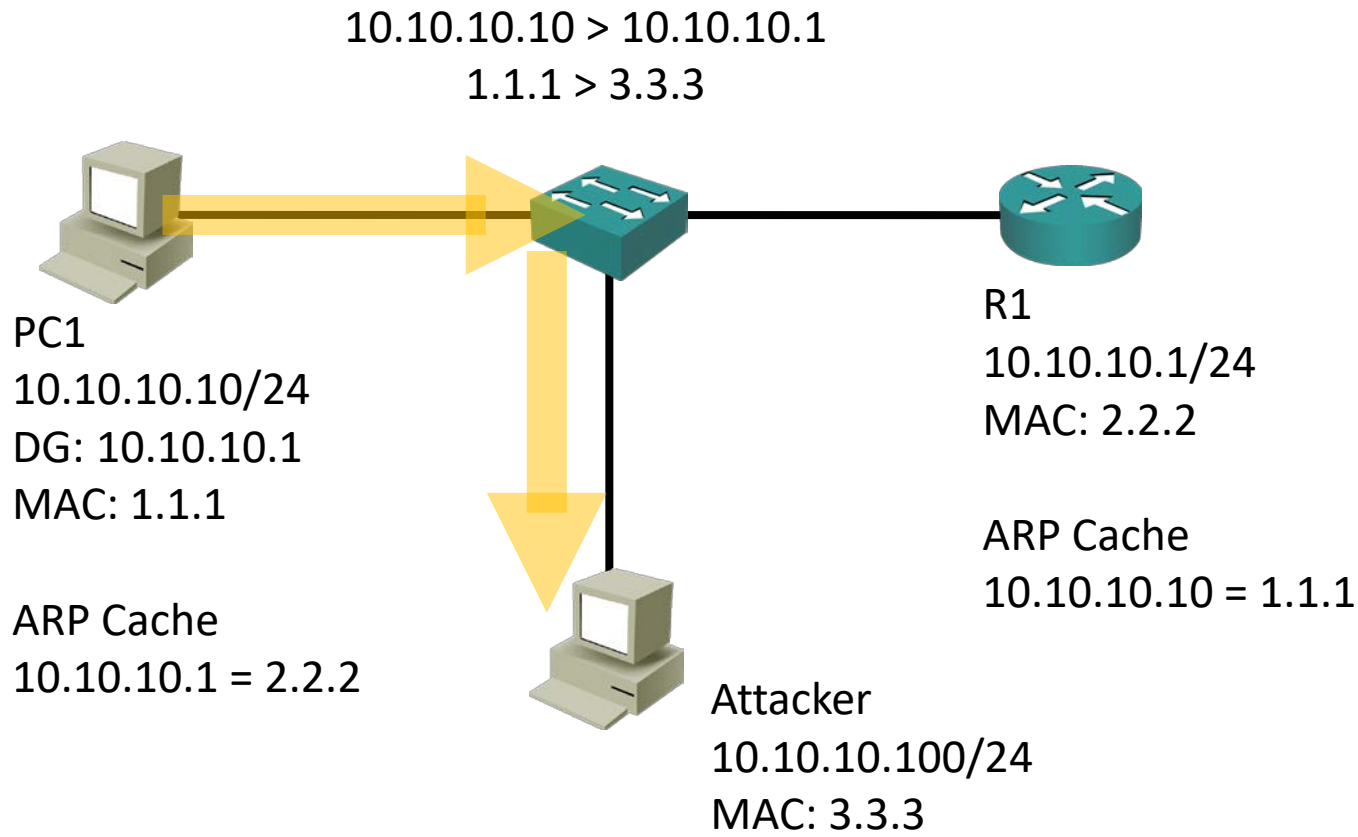 10.10.10.10 > 10.10.10.1
1.1.1 > 3.3.3
PC1
10.10.10.10/24
DG: 10.10.10.1
MAC: 1.1.1
ARP Cache
10.10.10.1 = 2.2.2
R1
10.10.10.1/24
MAC: 2.2.2
ARP Cache
10.10.10.10 = 1.1.1
Attacker
10.10.10.100/24
MAC: 3.3.3